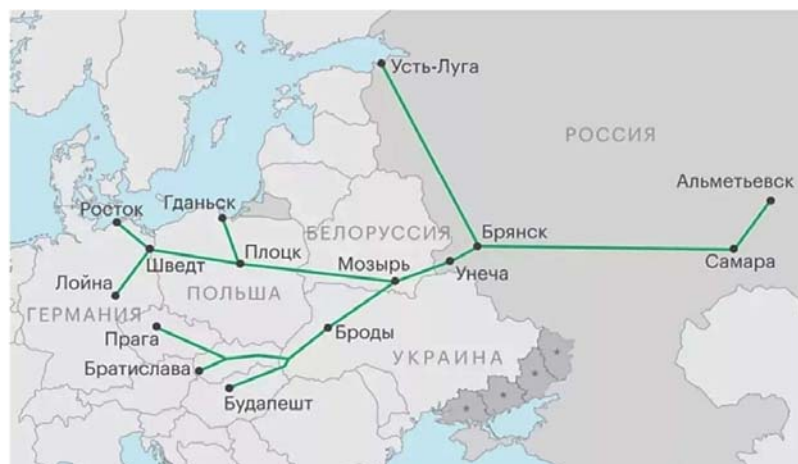 Усть-Луга
РОССИЯ
Альметьевск
Гданьск
Росток
Брянск
БЕЛОРУССИЯ
Плоцк
Шведт
Мозырь
Унеча
Самара
Лойна
ПОЛЬША
ГЕРМАНИЯ
Прага
Броды
УКРАИНА
Братислава
Будапешт